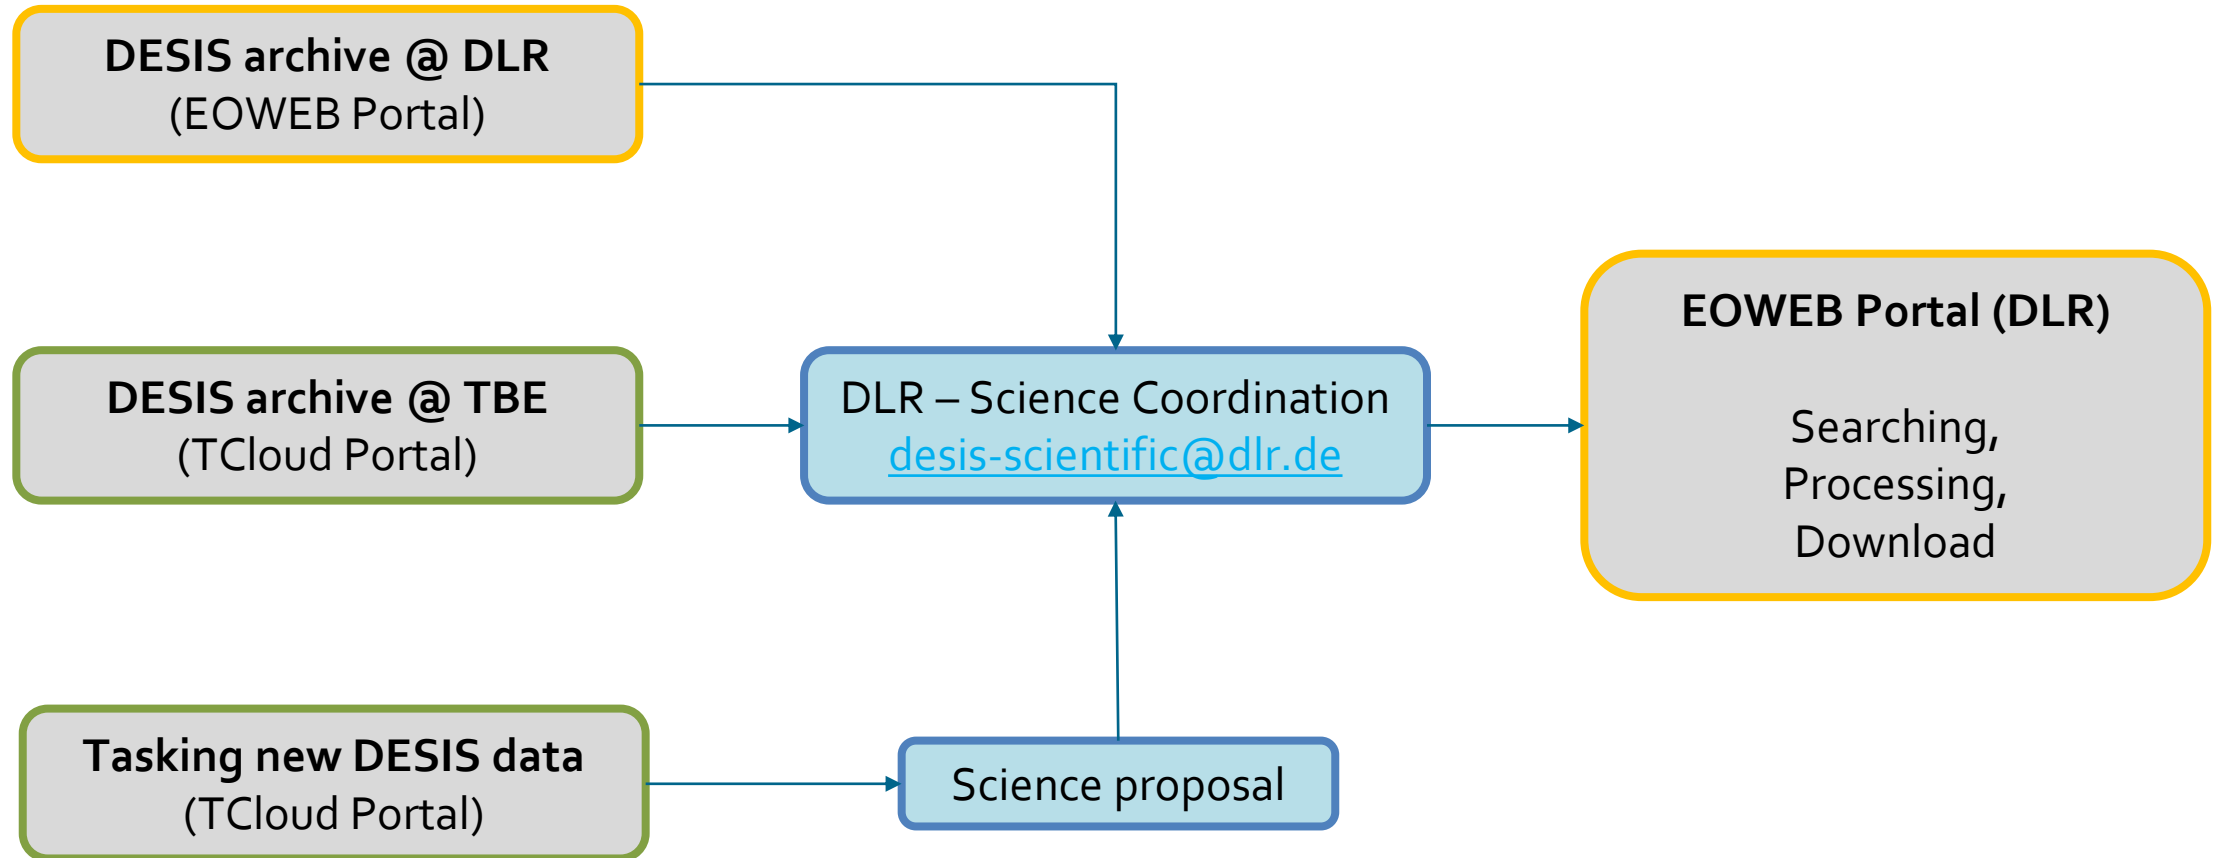 DESIS archive @ DLR
(EOWEB Portal)
DESIS archive @ TBE
(TCloud Portal)
DLR – Science Coordination
desis-scientific@dlr.de
EOWEB Portal (DLR)
Searching,
Processing,
Download
Tasking new DESIS data
(TCloud Portal)
Science proposal